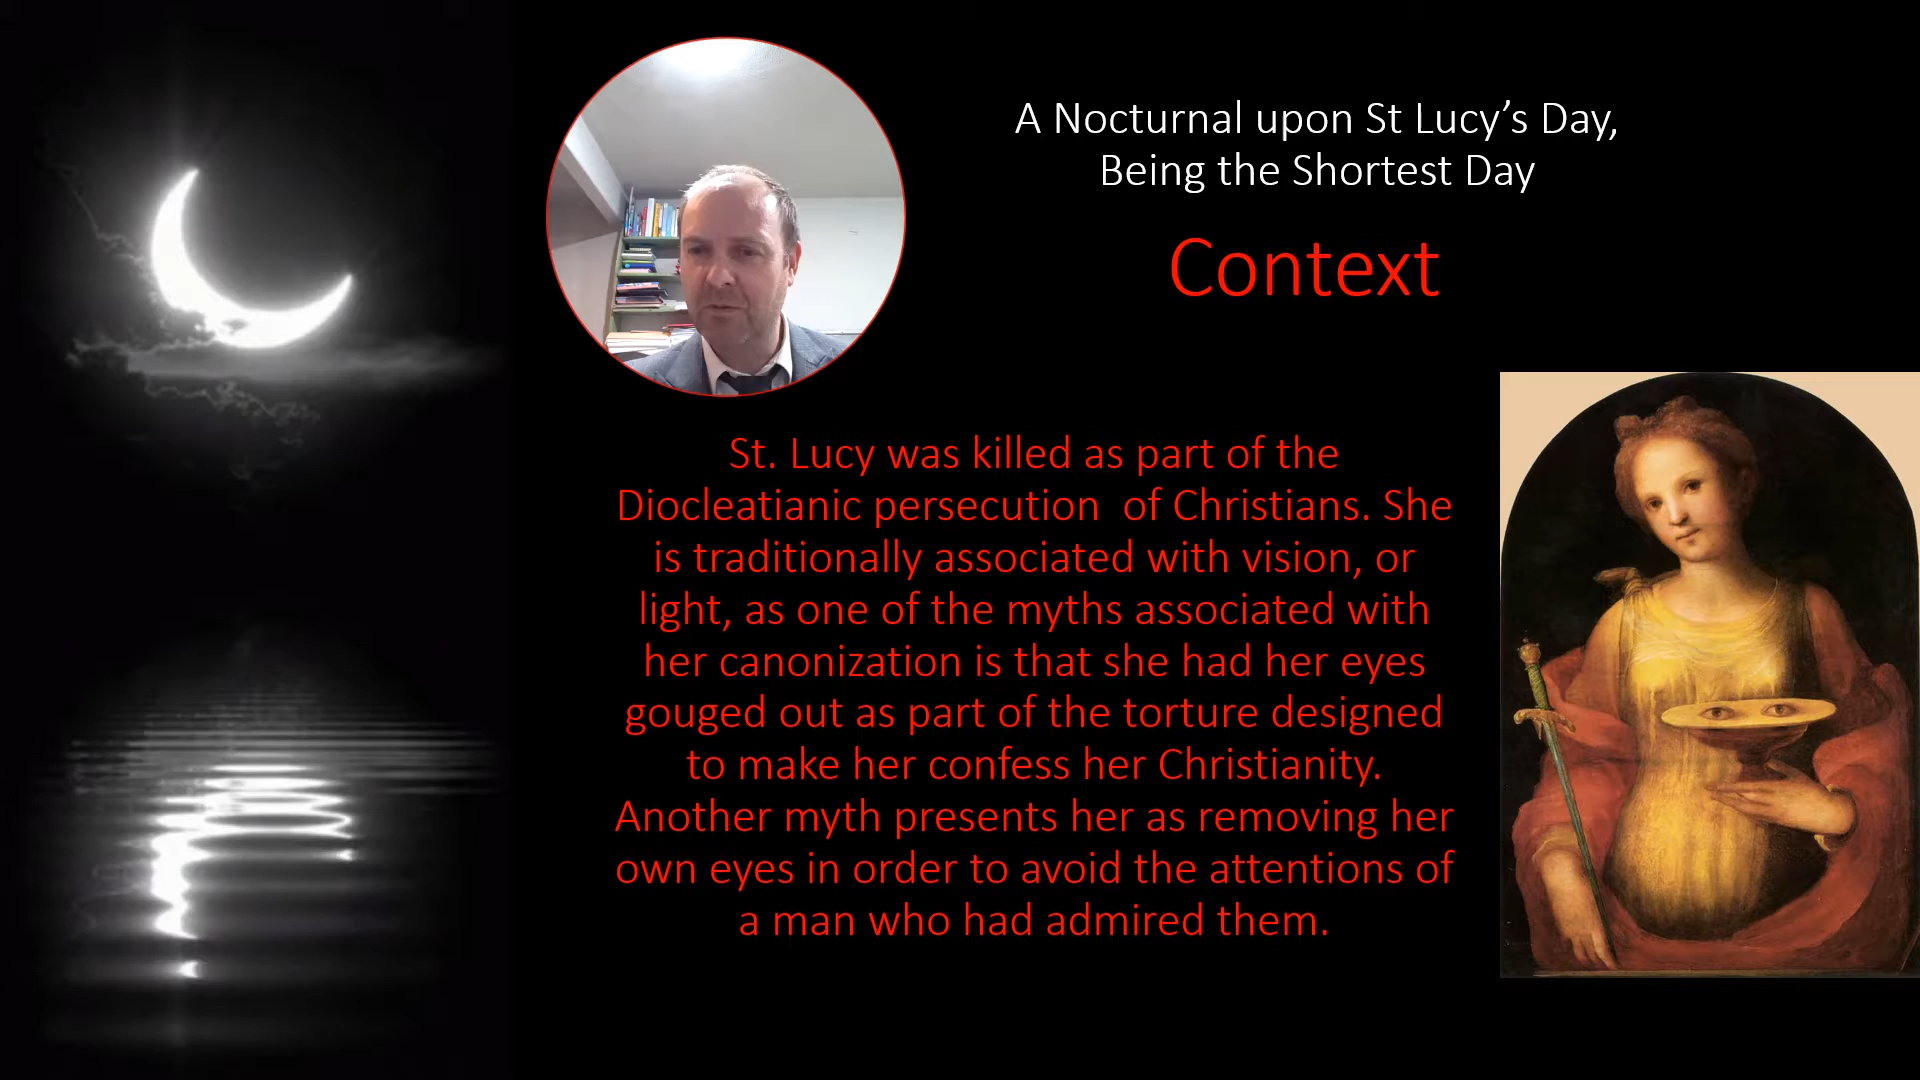 A Nocturnal upon St Lucy’s Day,
Being the Shortest Day
Context
St. Lucy was killed as part of the
Diocleatianic persecution  of Christians. She
is traditionally associated with vision, or
light, as one of the myths associated with
her canonization is that she had her eyes
gouged out as part of the torture designed
to make her confess her Christianity.
Another myth presents her as removing her
own eyes in order to avoid the attentions of
a man who had admired them.